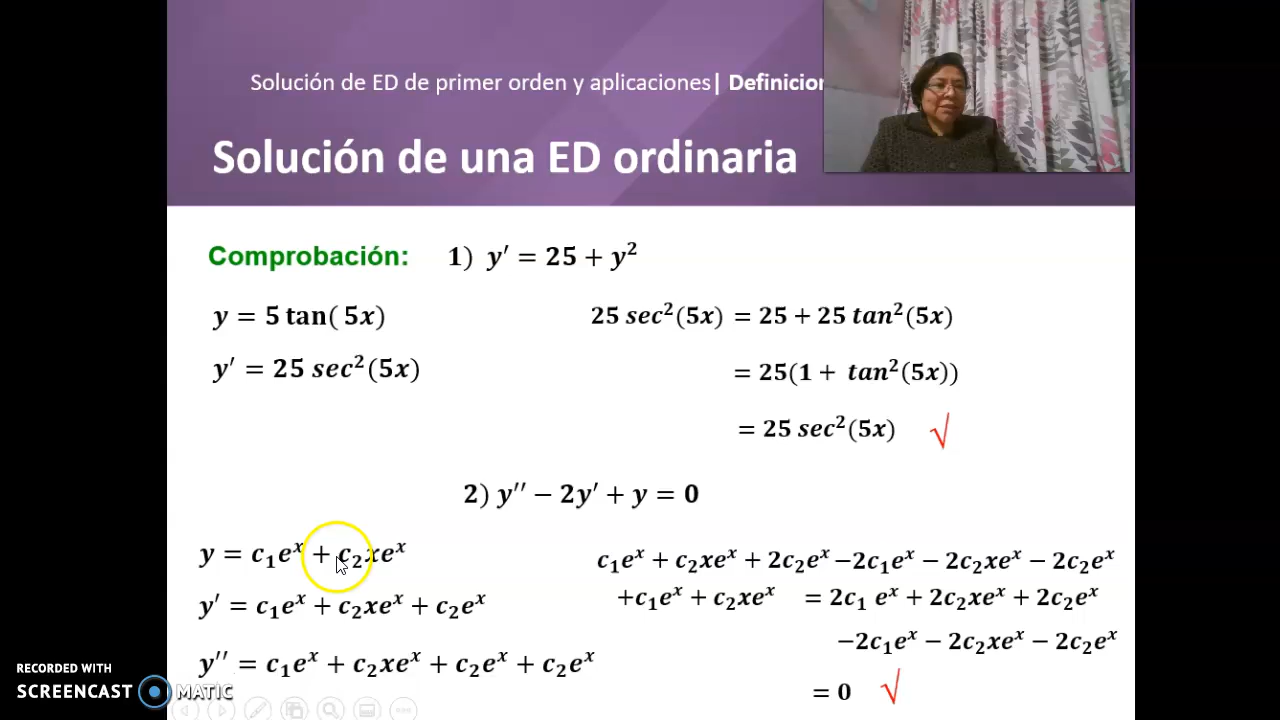 Solución de ED de primer orden y aplicaciones| Definicion
Solución de una ED ordinaria
Comprobación: 1) y′ = 25 + y²
y = 5 tan( 5x)
25 sec²(5x) = 25 + 25 tan²(5x)
y′ = 25 sec²(5x)
= 25(1 + tan²(5x))
= 25 sec²(5x) √
2) y′′ − 2y′ + y = 0
y = c₁eˣ + c₂xeˣ
y′ = c₁eˣ + c₂xeˣ + c₂eˣ
y′′ = c₁eˣ + c₂xeˣ + c₂eˣ + c₂eˣ
c₁eˣ + c₂xeˣ + 2c₂eˣ −2c₁eˣ − 2c₂xeˣ − 2c₂eˣ
+c₁eˣ + c₂xeˣ = 2c₁ eˣ + 2c₂xeˣ + 2c₂eˣ
−2c₁eˣ − 2c₂xeˣ − 2c₂eˣ
= 0 √
RECORDED WITH
SCREENCAST MATIC